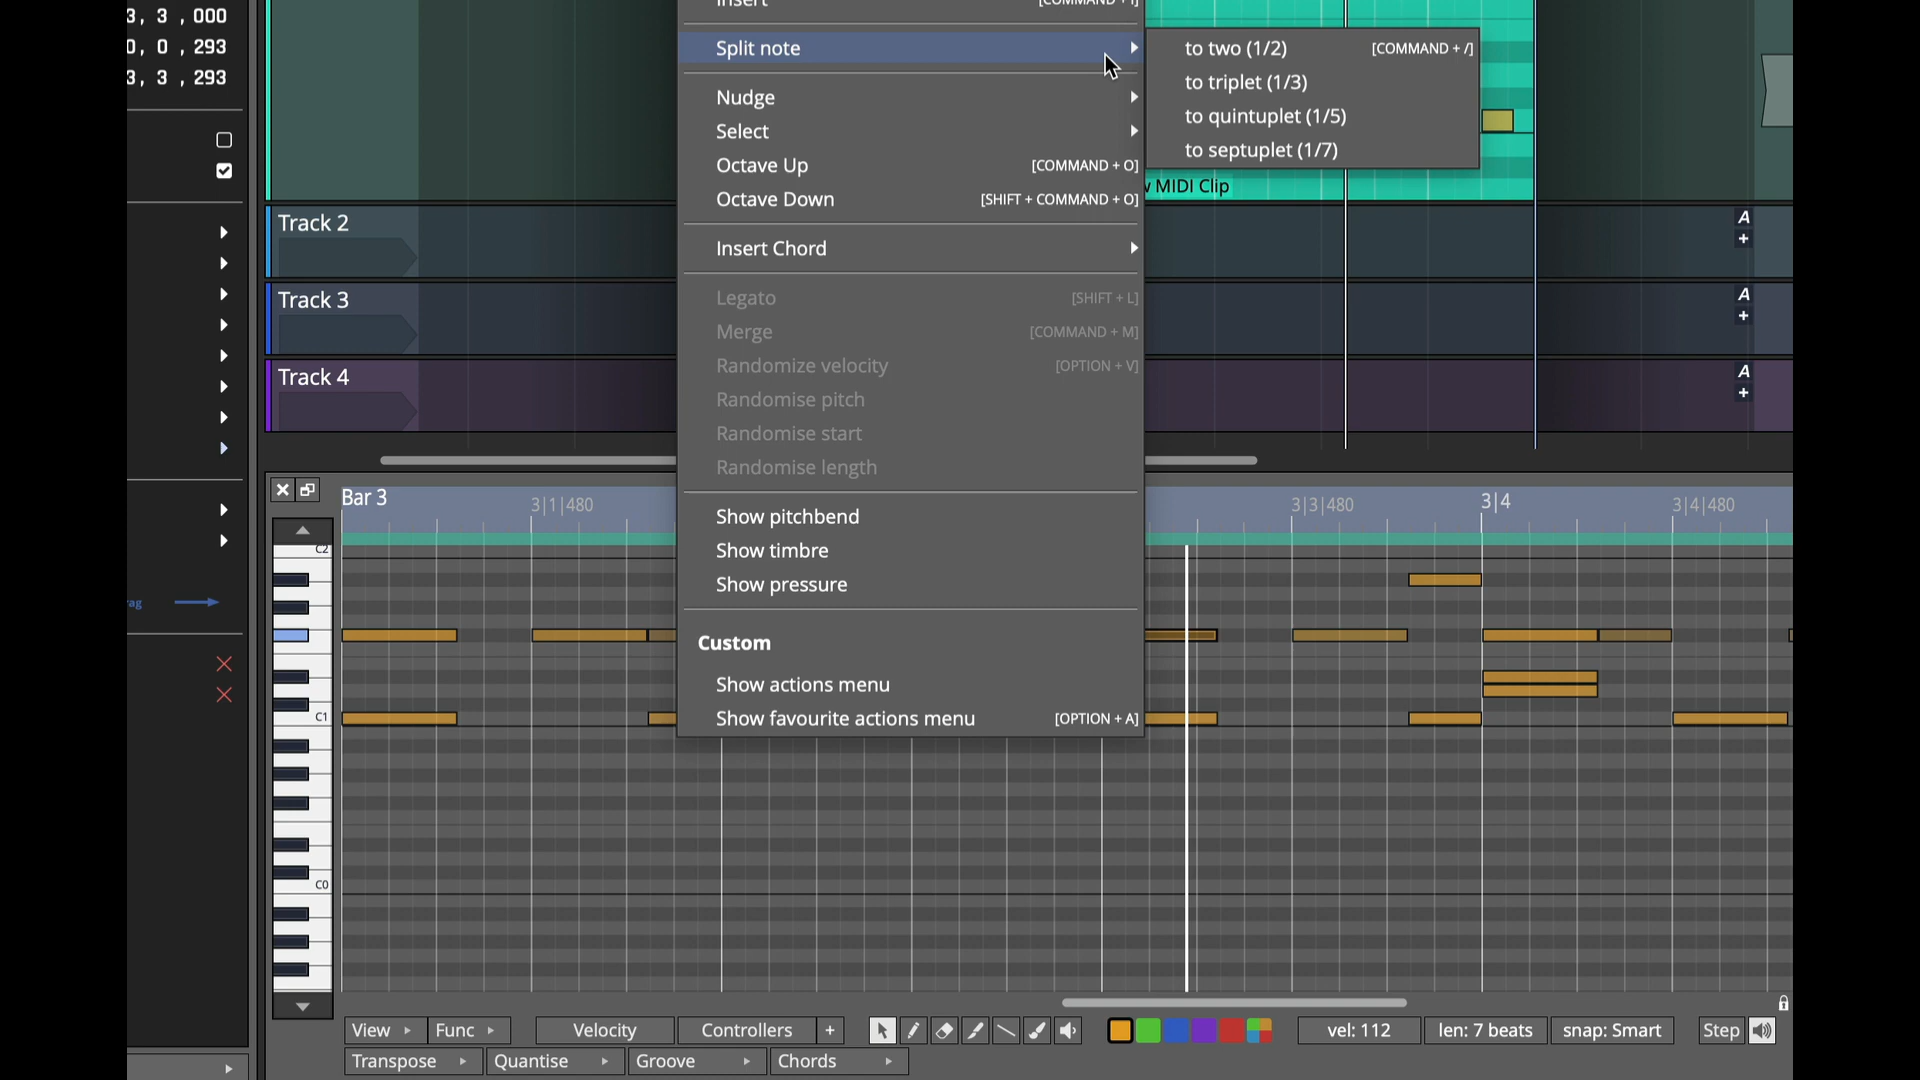 3, 3 ,000
0, 0 ,293
3, 3 ,293
Insert [COMMAND + I]
Split note
to two (1/2) [COMMAND + /]
to triplet (1/3)
to quintuplet (1/5)
to septuplet (1/7)
Nudge
Select
Octave Up [COMMAND + O]
Octave Down [SHIFT + COMMAND + O]
MIDI Clip
Track 2
A
+
Insert Chord
Track 3
A
+
Legato [SHIFT + L]
Merge [COMMAND + M]
Track 4
A
+
Randomize velocity [OPTION + V]
Randomise pitch
Randomise start
Randomise length
Bar 3
3|1|480
3|3|480
3|4
3|4|480
Show pitchbend
Show timbre
Show pressure
C2
Custom
Show actions menu
Show favourite actions menu [OPTION + A]
C1
C0
View Func Velocity Controllers + vel: 112 len: 7 beats snap: Smart Step
Transpose Quantise Groove Chords